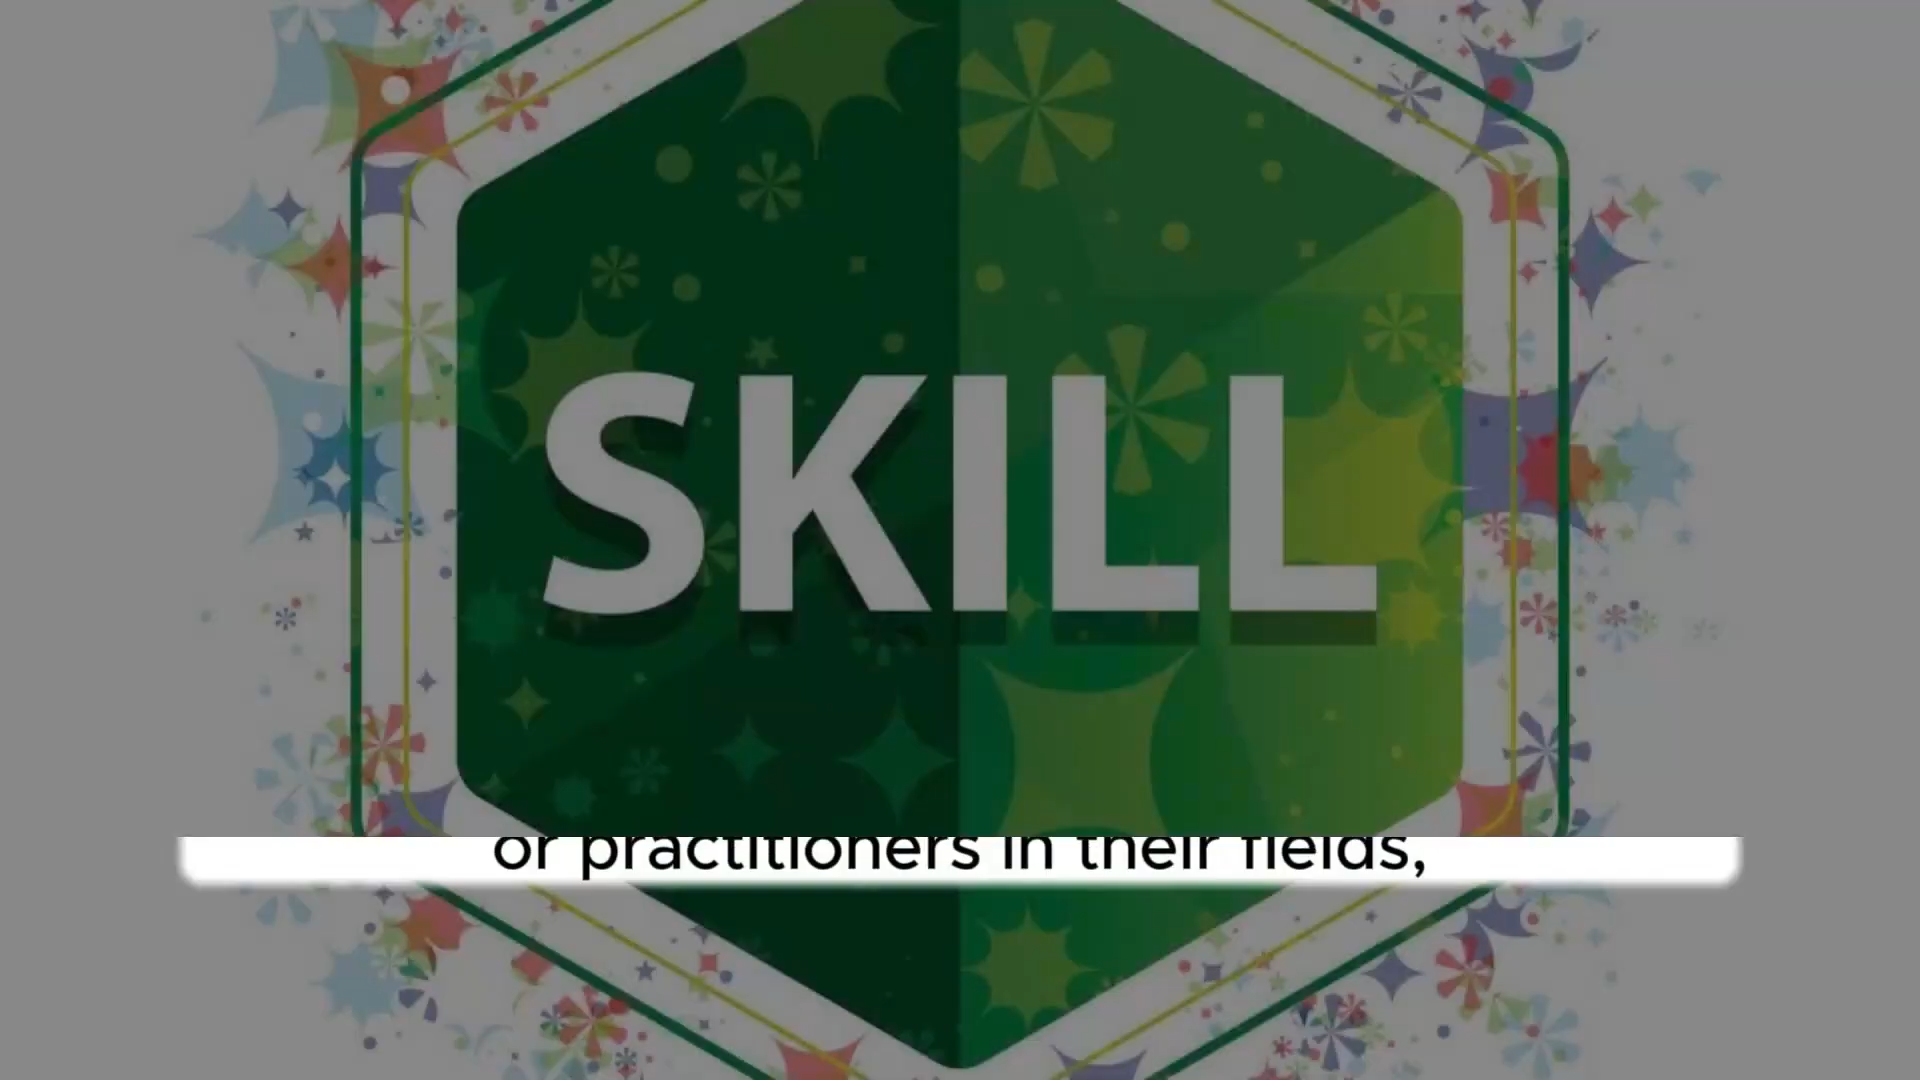 SKILL
or practitioners in their fields,